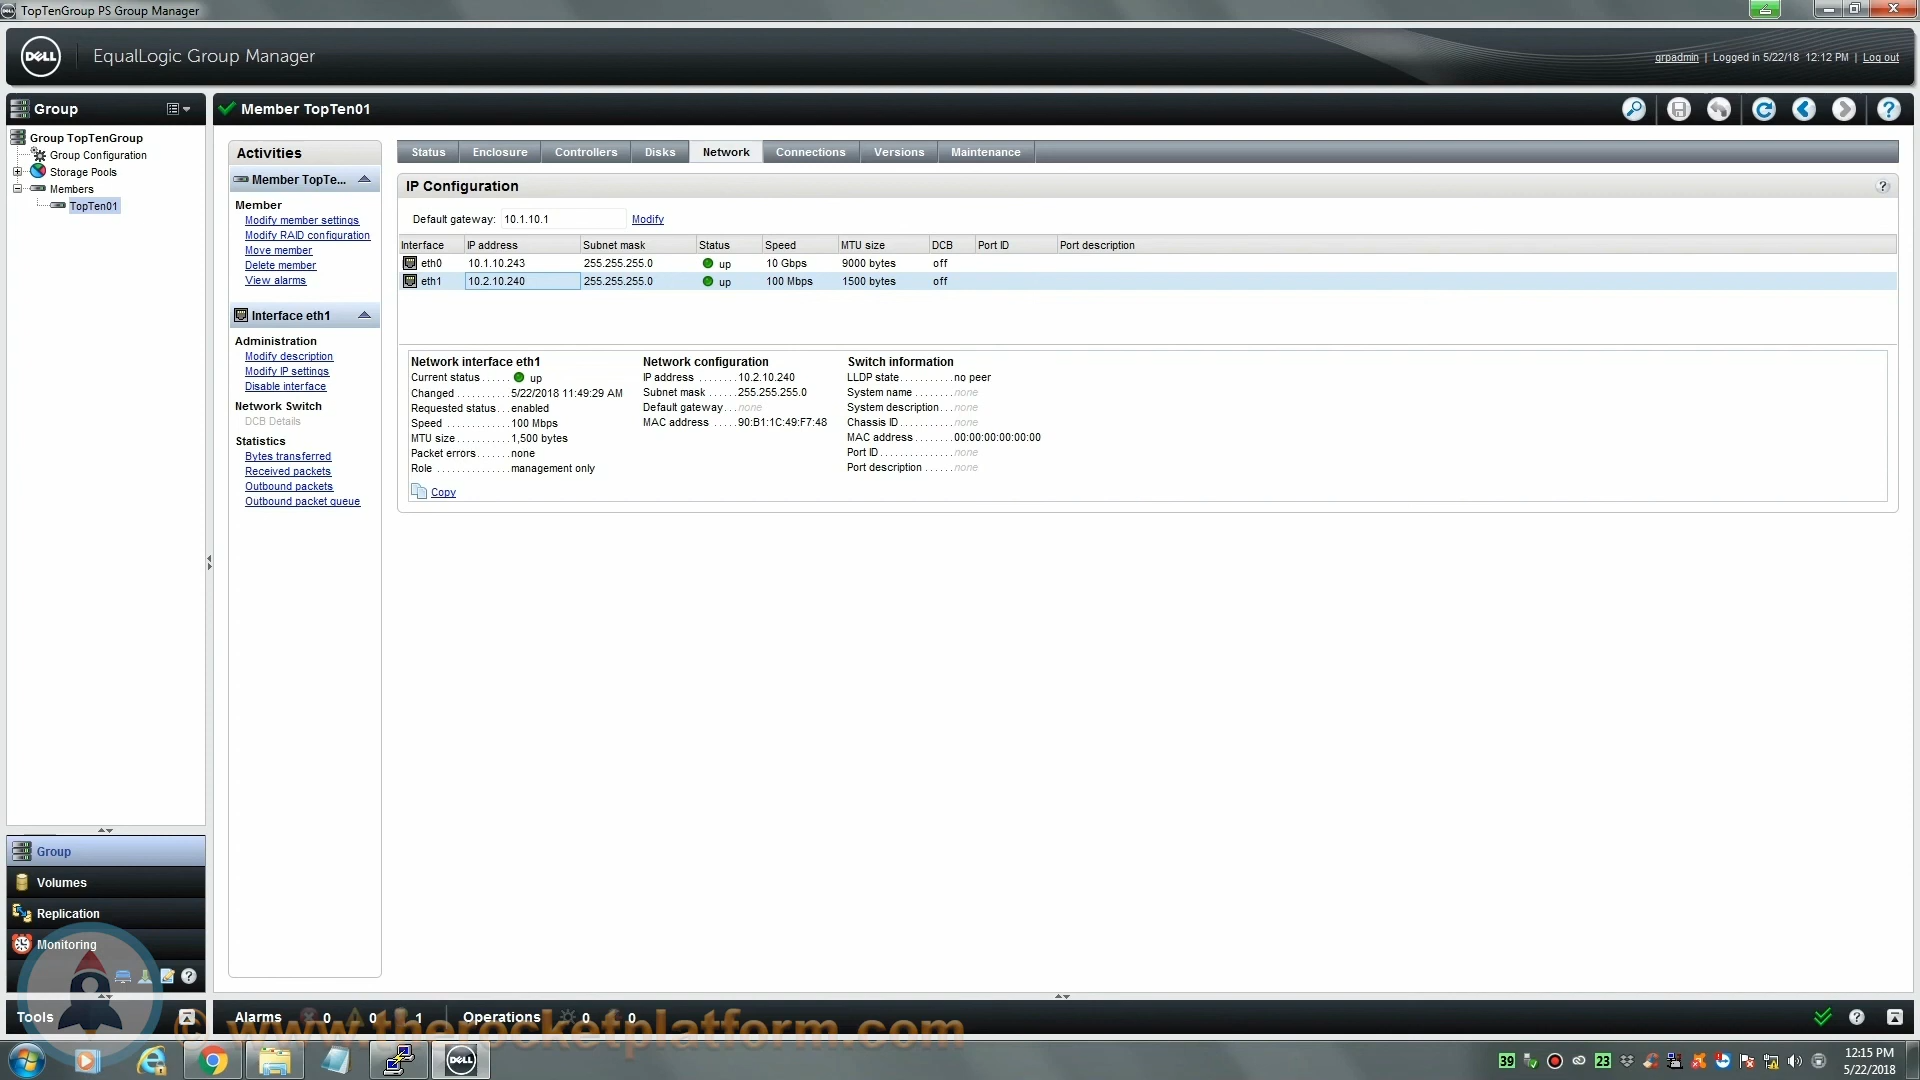 TopTenGroup PS Group Manager
DELL
EqualLogic Group Manager
grpadmin | Logged in 5/22/18 12:12 PM | Log out
Group
Member TopTen01
Group TopTenGroup
Group Configuration
Storage Pools
Members
TopTen01
Activities
Member TopTe...
Member
Modify member settings
Modify RAID configuration
Move member
Delete member
View alarms
Interface eth1
Administration
Modify description
Modify IP settings
Disable interface
Network Switch
DCB Details
Statistics
Bytes transferred
Received packets
Outbound packets
Outbound packet queue
Status Enclosure Controllers Disks Network Connections Versions Maintenance
IP Configuration
Default gateway: 10.1.10.1 Modify
Interface IP address Subnet mask Status Speed MTU size DCB Port ID Port description
eth0 10.1.10.243 255.255.255.0 up 10 Gbps 9000 bytes off
eth1 10.2.10.240 255.255.255.0 up 100 Mbps 1500 bytes off
Network interface eth1
Current status ...... up
Changed .......... 5/22/2018 11:49:29 AM
Requested status... enabled
Speed ............. 100 Mbps
MTU size .......... 1,500 bytes
Packet errors ...... none
Role .............. management only
Copy
Network configuration
IP address ........ 10.2.10.240
Subnet mask ...... 255.255.255.0
Default gateway... none
MAC address ..... 90:B1:1C:49:F7:48
Switch information
LLDP state........... no peer
System name ........ none
System description... none
Chassis ID........... none
MAC address ........ 00:00:00:00:00:00
Port ID.............. none
Port description ...... none
Group
Volumes
Replication
Monitoring
Tools
Alarms 0 0 1 Operations 0 0
© www.therocketplatform.com
DELL
39
23
12:15 PM
5/22/2018